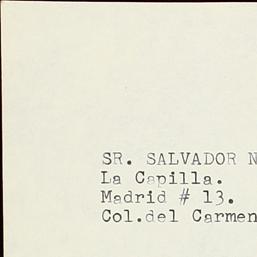 SR. SALVADOR N
La Capilla.
Madrid # 13.
Col.del Carmen